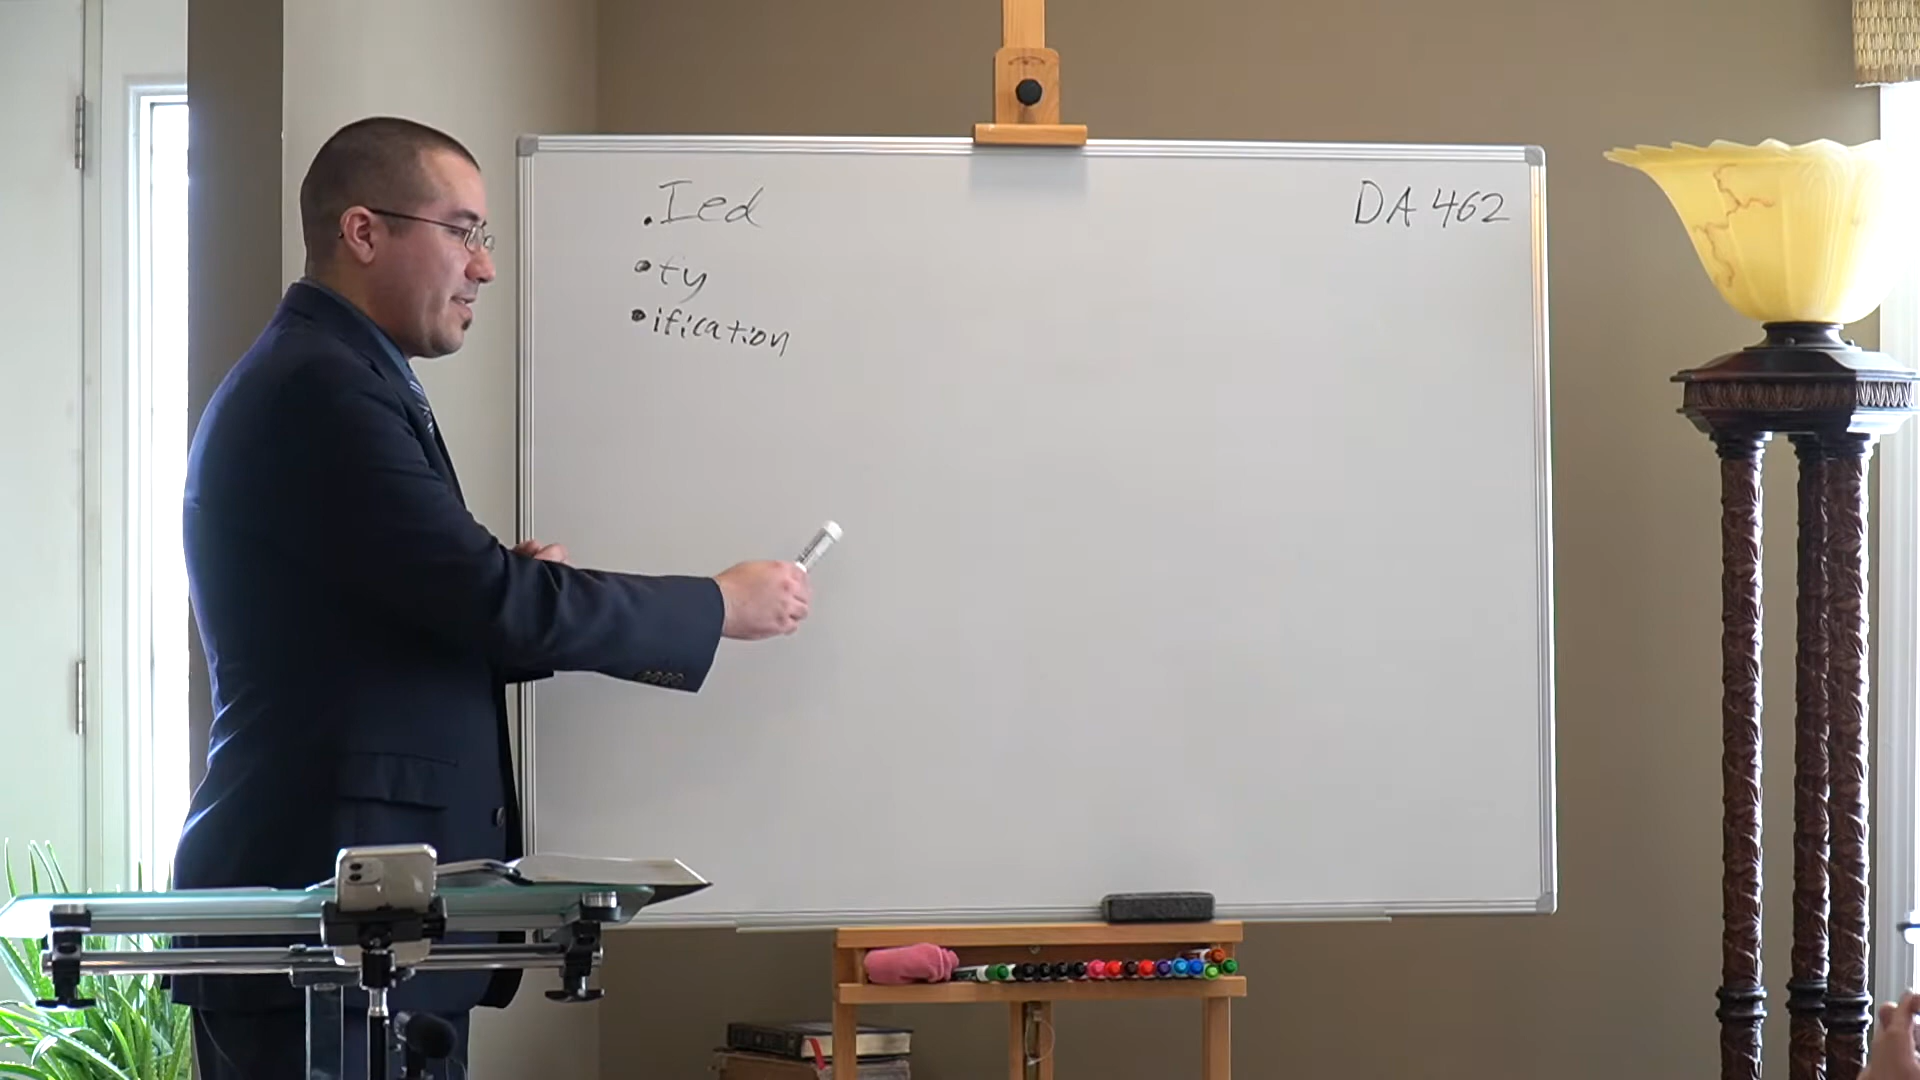 . Ied
DA 462
• ty
• ification